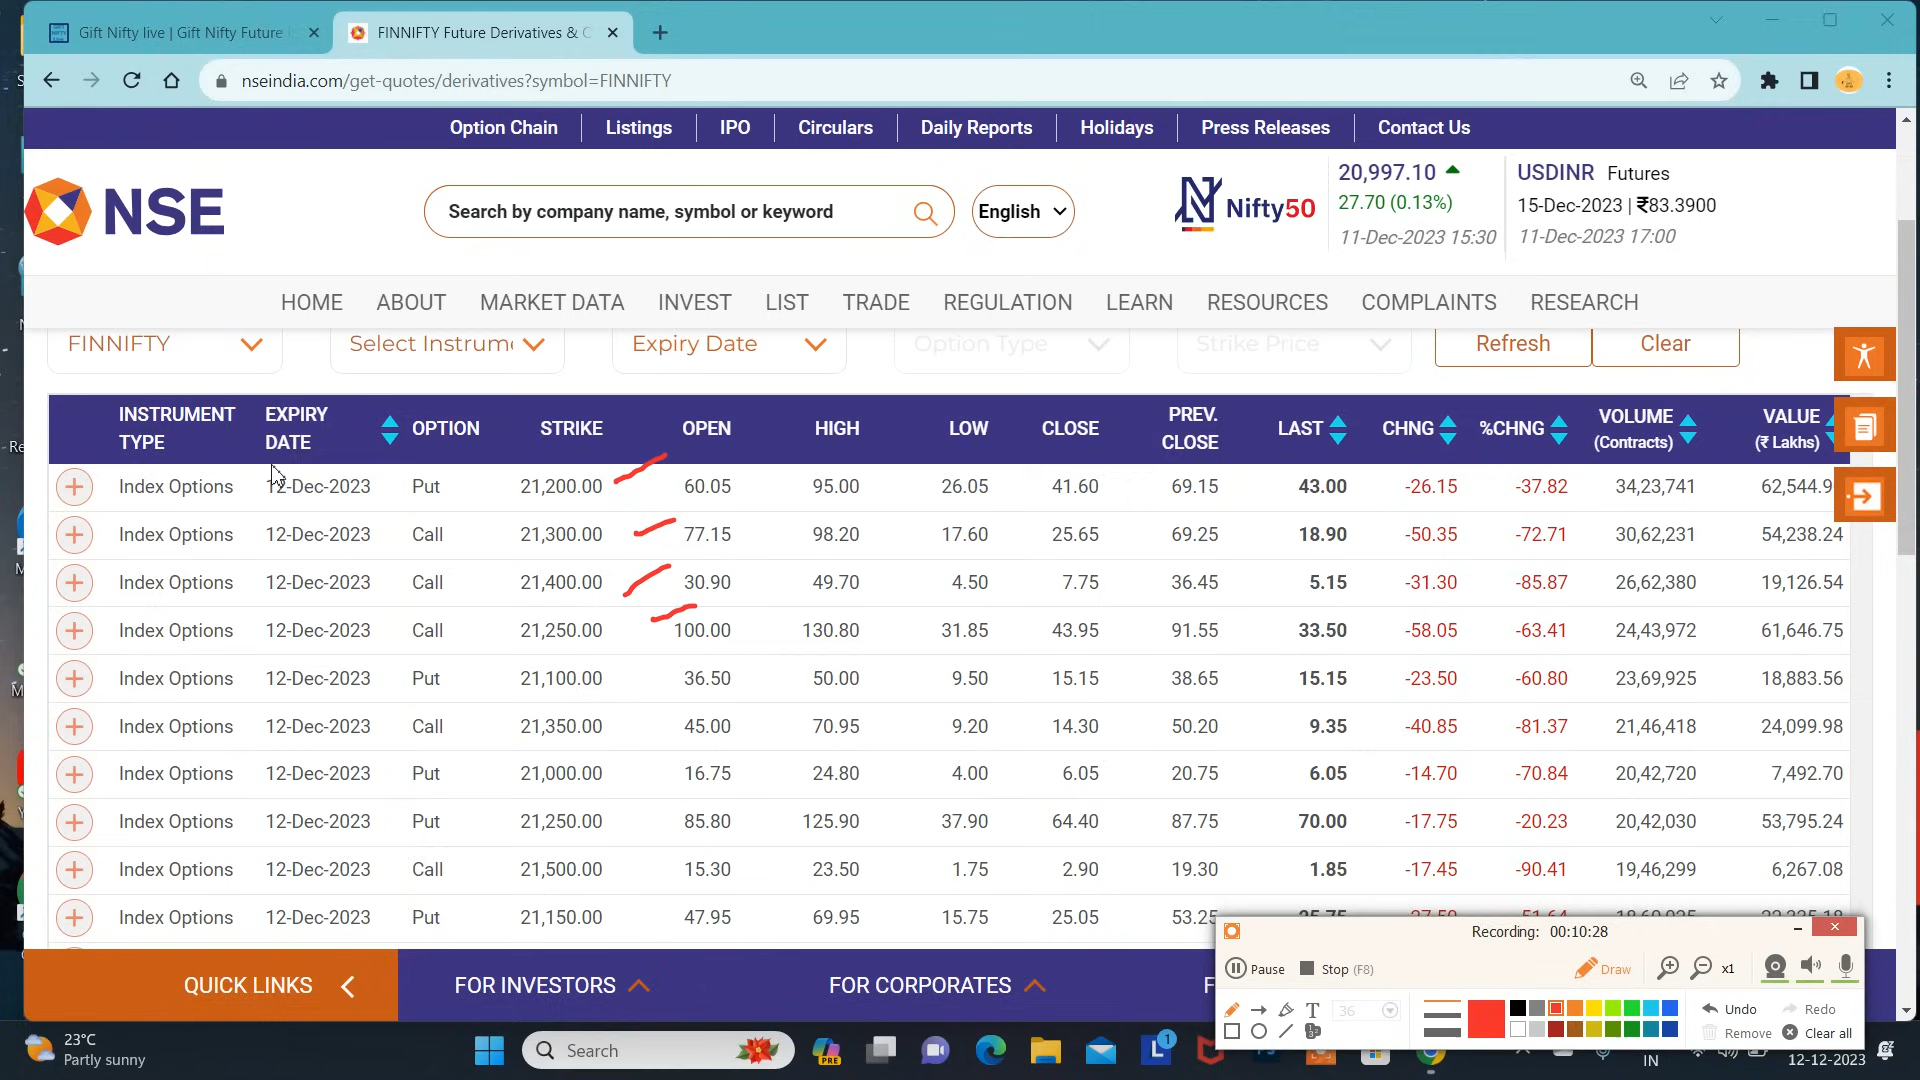 Gift Nifty live | Gift Nifty Future
FINNIFTY Future Derivatives &
nseindia.com/get-quotes/derivatives?symbol=FINNIFTY
Option Chain Listings IPO Circulars Daily Reports Holidays Press Releases Contact Us
NSE
Search by company name, symbol or keyword
English
Nifty50
20,997.10
27.70 (0.13%)
11-Dec-2023 15:30
USDINR Futures
15-Dec-2023 | ₹83.3900
11-Dec-2023 17:00
HOME ABOUT MARKET DATA INVEST LIST TRADE REGULATION LEARN RESOURCES COMPLAINTS RESEARCH
FINNIFTY Expiry Date Option Type Strike Price Refresh Clear
Select Instrum
INSTRUMENT TYPE EXPIRY DATE OPTION STRIKE OPEN HIGH LOW CLOSE PREV. CLOSE LAST CHNG %CHNG VOLUME (Contracts) VALUE (₹ Lakhs)
Index Options 12-Dec-2023 Put 21,200.00 60.05 95.00 26.05 41.60 69.15 43.00 -26.15 -37.82 34,23,741 62,544.9
Index Options 12-Dec-2023 Call 21,300.00 77.15 98.20 17.60 25.65 69.25 18.90 -50.35 -72.71 30,62,231 54,238.24
Index Options 12-Dec-2023 Call 21,400.00 30.90 49.70 4.50 7.75 36.45 5.15 -31.30 -85.87 26,62,380 19,126.54
Index Options 12-Dec-2023 Call 21,250.00 100.00 130.80 31.85 43.95 91.55 33.50 -58.05 -63.41 24,43,972 61,646.75
Index Options 12-Dec-2023 Put 21,100.00 36.50 50.00 9.50 15.15 38.65 15.15 -23.50 -60.80 23,69,925 18,883.56
Index Options 12-Dec-2023 Call 21,350.00 45.00 70.95 9.20 14.30 50.20 9.35 -40.85 -81.37 21,46,418 24,099.98
Index Options 12-Dec-2023 Put 21,000.00 16.75 24.80 4.00 6.05 20.75 6.05 -14.70 -70.84 20,42,720 7,492.70
Index Options 12-Dec-2023 Put 21,250.00 85.80 125.90 37.90 64.40 87.75 70.00 -17.75 -20.23 20,42,030 53,795.24
Index Options 12-Dec-2023 Call 21,500.00 15.30 23.50 1.75 2.90 19.30 1.85 -17.45 -90.41 19,46,299 6,267.08
Index Options 12-Dec-2023 Put 21,150.00 47.95 69.95 15.75 25.05 53.25
Recording: 00:10:28
Pause Stop (F8) Draw x1
T 36 Undo Redo
Remove Clear all
QUICK LINKS FOR INVESTORS FOR CORPORATES
23°C
Partly sunny
Search
PRE
1
IN
12-12-2023